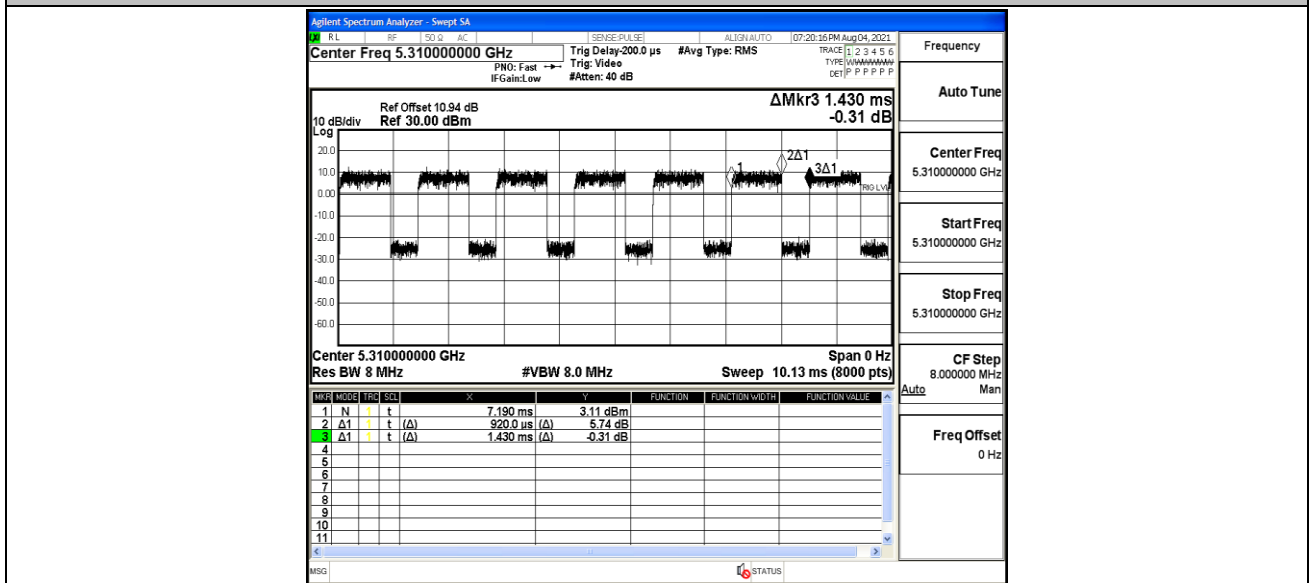 Agilent Spectrum Analyzer - Swept SA
RL RF 50 Ω AC SENSE:PULSE ALIGN AUTO 07:20:16 PM Aug 04, 2021
Center Freq 5.310000000 GHz Trig Delay-200.0 µs #Avg Type: RMS TRACE 1 2 3 4 5 6
PNO: Fast Trig: Video TYPE
IFGain:Low #Atten: 40 dB DET P P P P P P
Ref Offset 10.94 dB ΔMkr3 1.430 ms
10 dB/div Ref 30.00 dBm -0.31 dB
Log
20.0
2Δ1
1
3Δ1
10.0
TRIG LVL
0.00
-10.0
-20.0
-30.0
-40.0
-50.0
-60.0
Center 5.310000000 GHz Span 0 Hz
Res BW 8 MHz #VBW 8.0 MHz Sweep 10.13 ms (8000 pts)
MKR MODE TRC SCL X Y FUNCTION FUNCTION WIDTH FUNCTION VALUE
1 N 1 t 7.190 ms 3.11 dBm
2 Δ1 1 t (Δ) 920.0 µs (Δ) 5.74 dB
3 Δ1 1 t (Δ) 1.430 ms (Δ) -0.31 dB
4
5
6
7
8
9
10
11
MSG STATUS
Frequency
Auto Tune
Center Freq
5.310000000 GHz
Start Freq
5.310000000 GHz
Stop Freq
5.310000000 GHz
CF Step
8.000000 MHz
Auto Man
Freq Offset
0 Hz